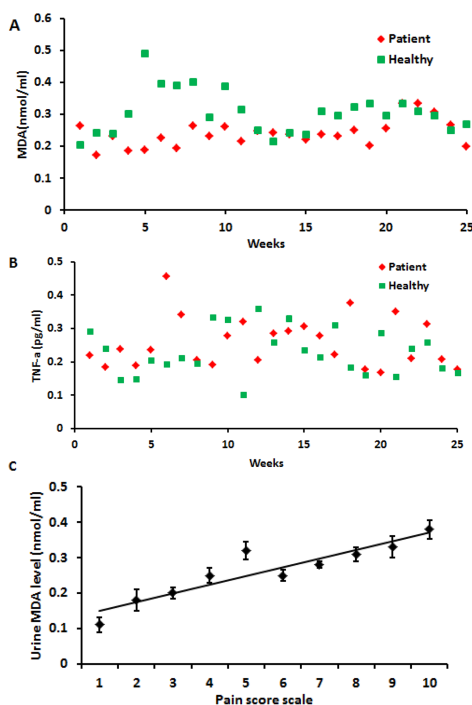 A
0.6
0.5
0.4
0.3
0.2
0.1
0
MDA(nmol/ml)
Patient
Healthy
0 5 10 15 20 25
Weeks
B
0.5
0.4
0.3
0.2
0.1
0
TNF-a (pg/ml)
Patient
Healthy
0 5 10 15 20 25
Weeks
C
0.5
0.4
0.3
0.2
0.1
0
Urine MDA level (nmol/ml)
1 2 3 4 5 6 7 8 9 10
Pain score scale